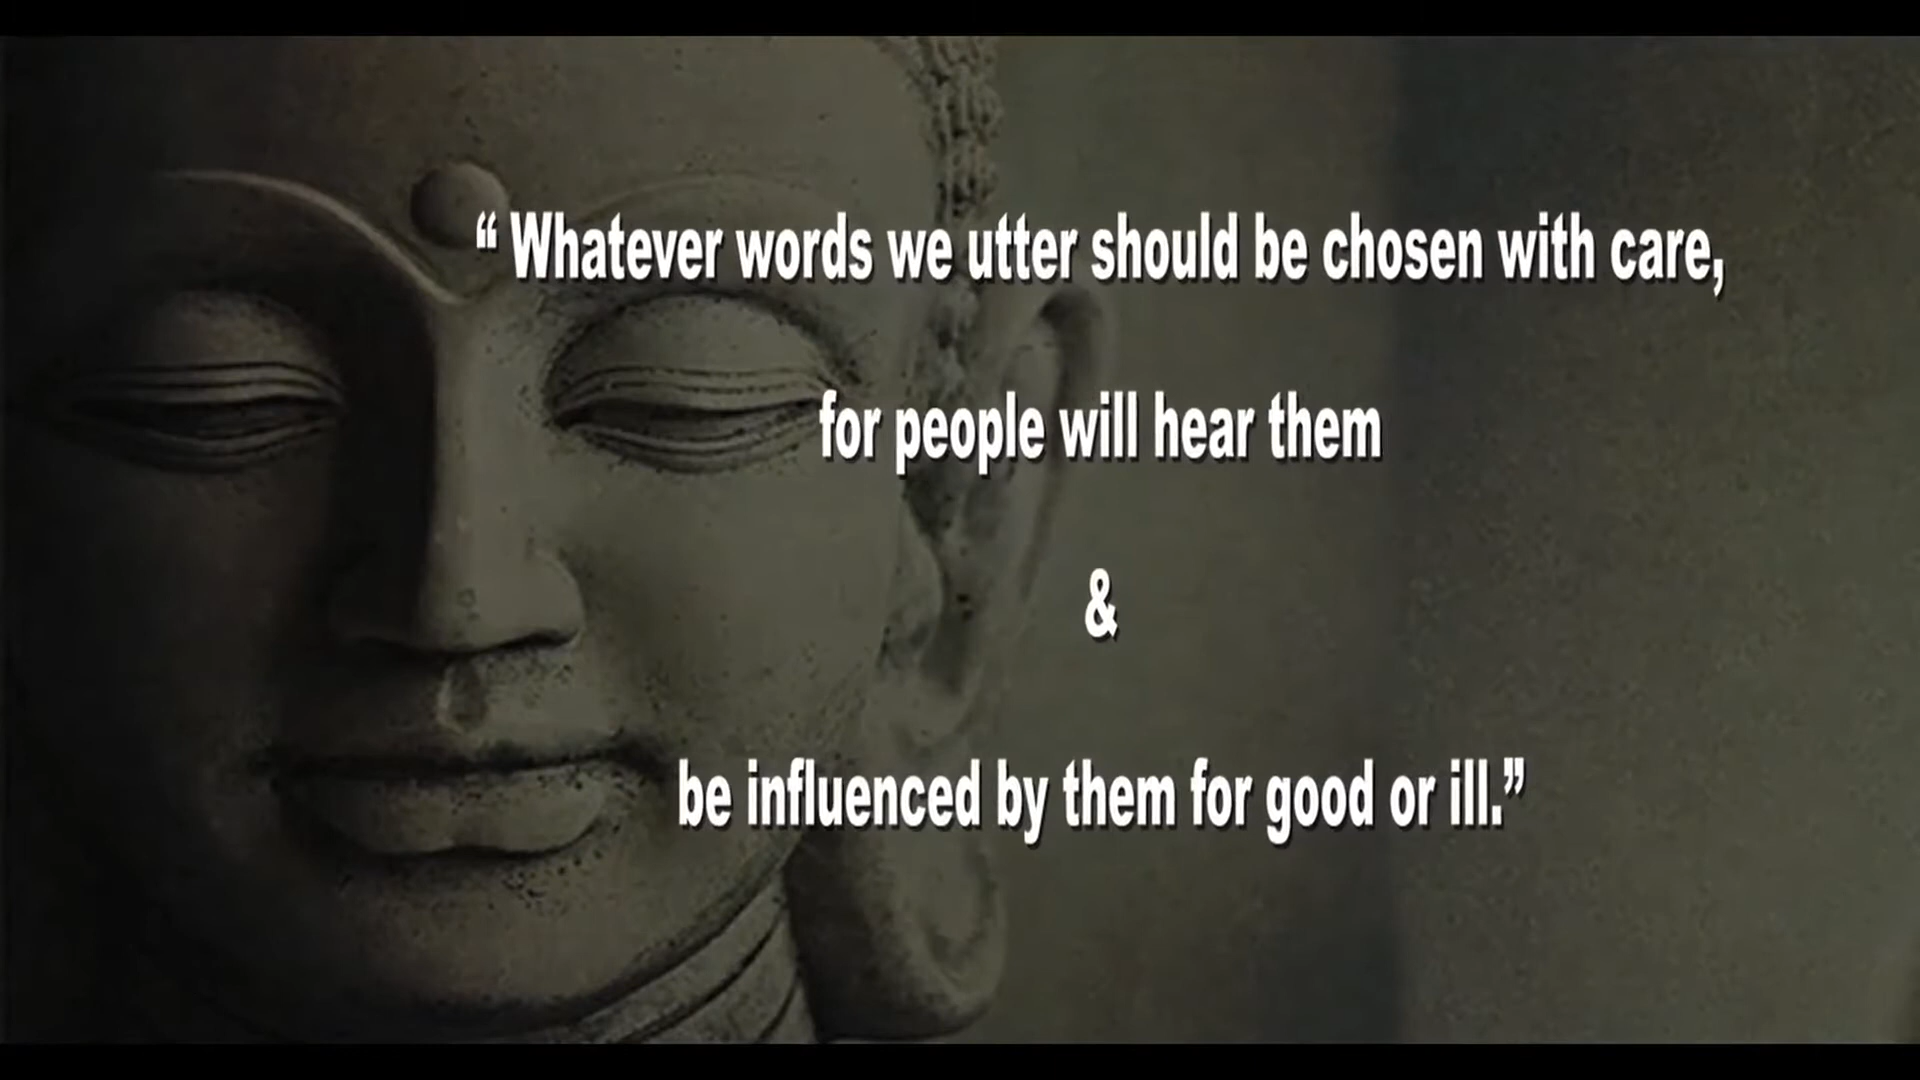 “ Whatever words we utter should be chosen with care,
for people will hear them
&
be influenced by them for good or ill.”